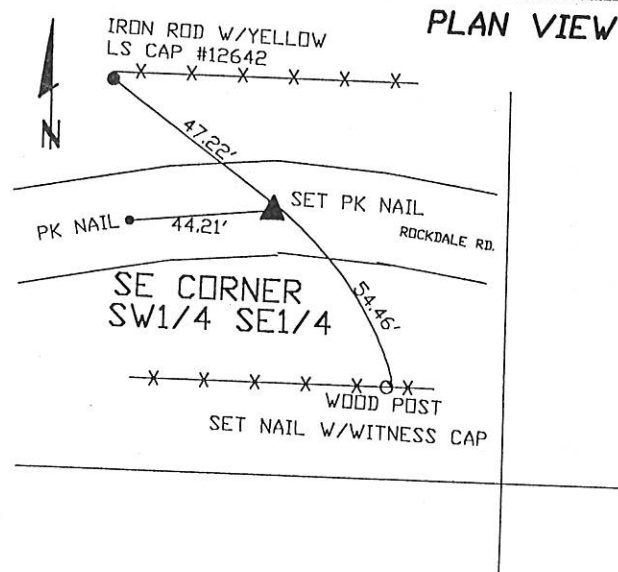 PLAN VIEW
IRON ROD W/YELLOW
LS CAP #12642
N
47.22'
SET PK NAIL
PK NAIL
44.21'
ROCKDALE RD.
SE CORNER
SW1/4 SE1/4
54.46'
WOOD POST
SET NAIL W/WITNESS CAP